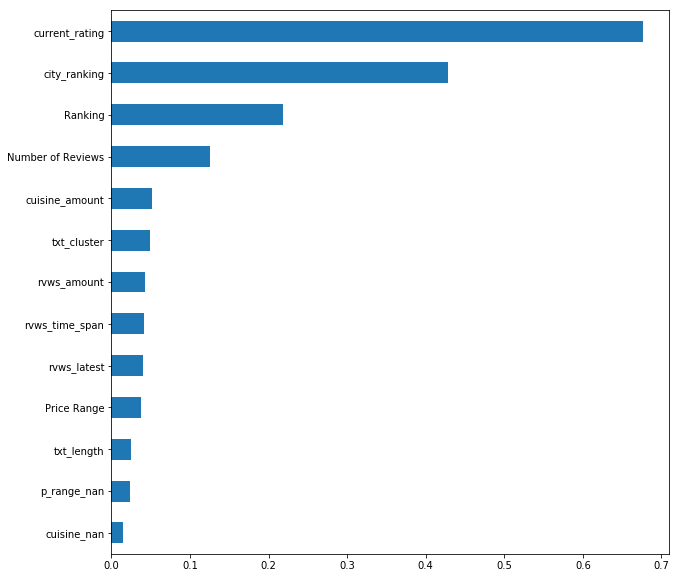 current_rating
city_ranking
Ranking
Number of Reviews
cuisine_amount
txt_cluster
rvws_amount
rvws_time_span
rvws_latest
Price Range
txt_length
p_range_nan
cuisine_nan
0.0 0.1 0.2 0.3 0.4 0.5 0.6 0.7